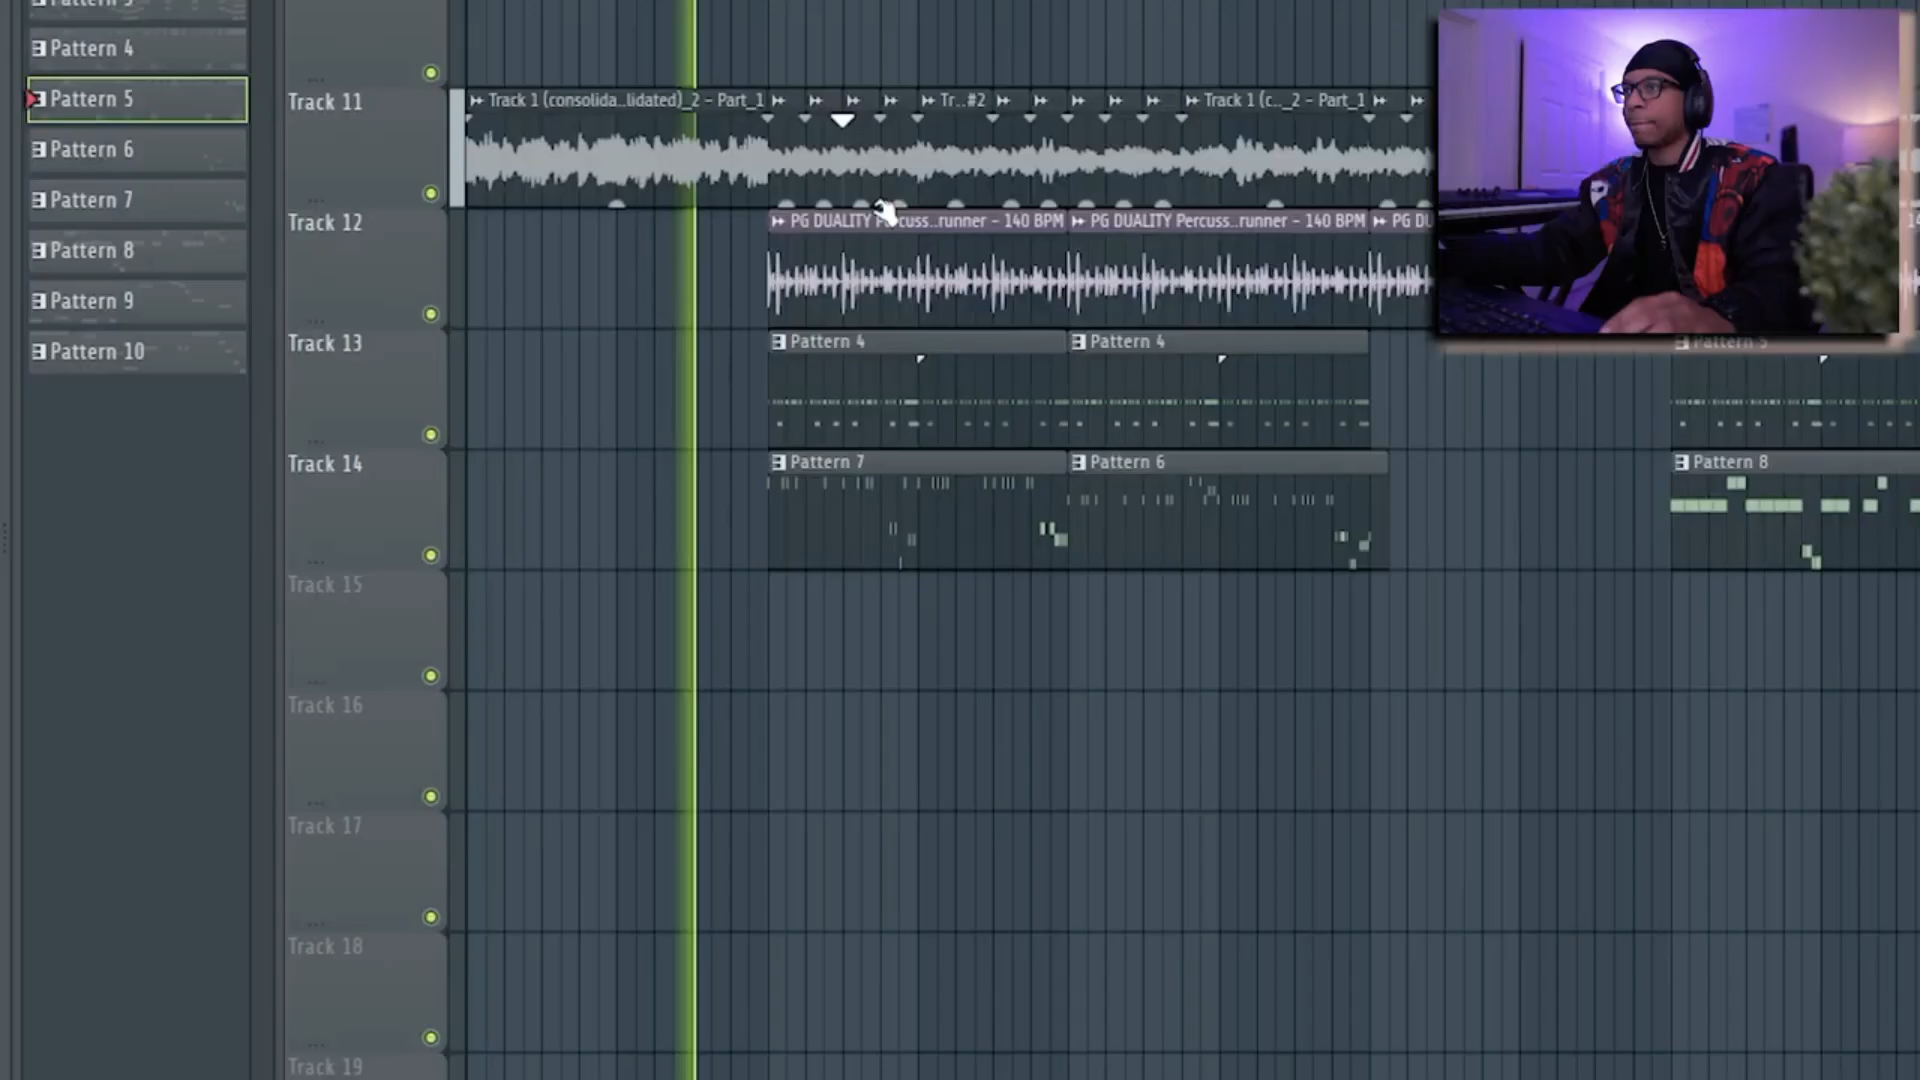 Pattern 4
Pattern 5
Pattern 6
Pattern 7
Pattern 8
Pattern 9
Pattern 10
Track 11
Track 1 (consolida..lidated)_2 - Part_1
Tr..#2
Track 1 (c.._2 - Part_1
Track 12
PG DUALITY
runner - 140 BPM
PG DUALITY Percuss..runner - 140 BPM
PG DU
Track 13
Pattern 4
Pattern 4
Pattern 5
Track 14
Pattern 7
Pattern 6
Pattern 8
Track 15
Track 16
Track 17
Track 18
Track 19